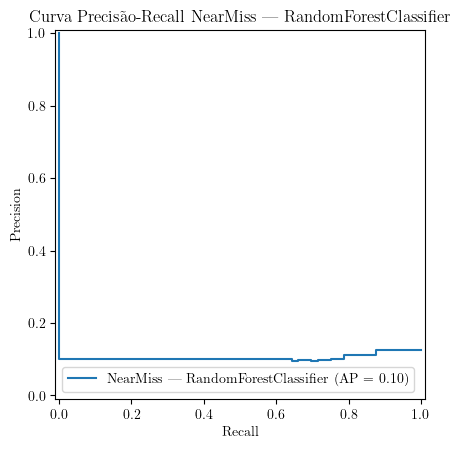 Curva Precisão-Recall NearMiss — RandomForestClassifier
1.0
0.8
0.6
0.4
0.2
0.0
Precision
NearMiss — RandomForestClassifier (AP = 0.10)
0.0 0.2 0.4 0.6 0.8 1.0
Recall